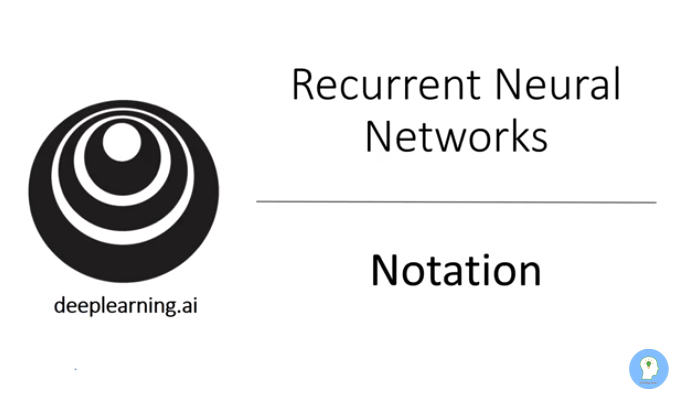 Recurrent Neural
Networks
Notation
deeplearning.ai